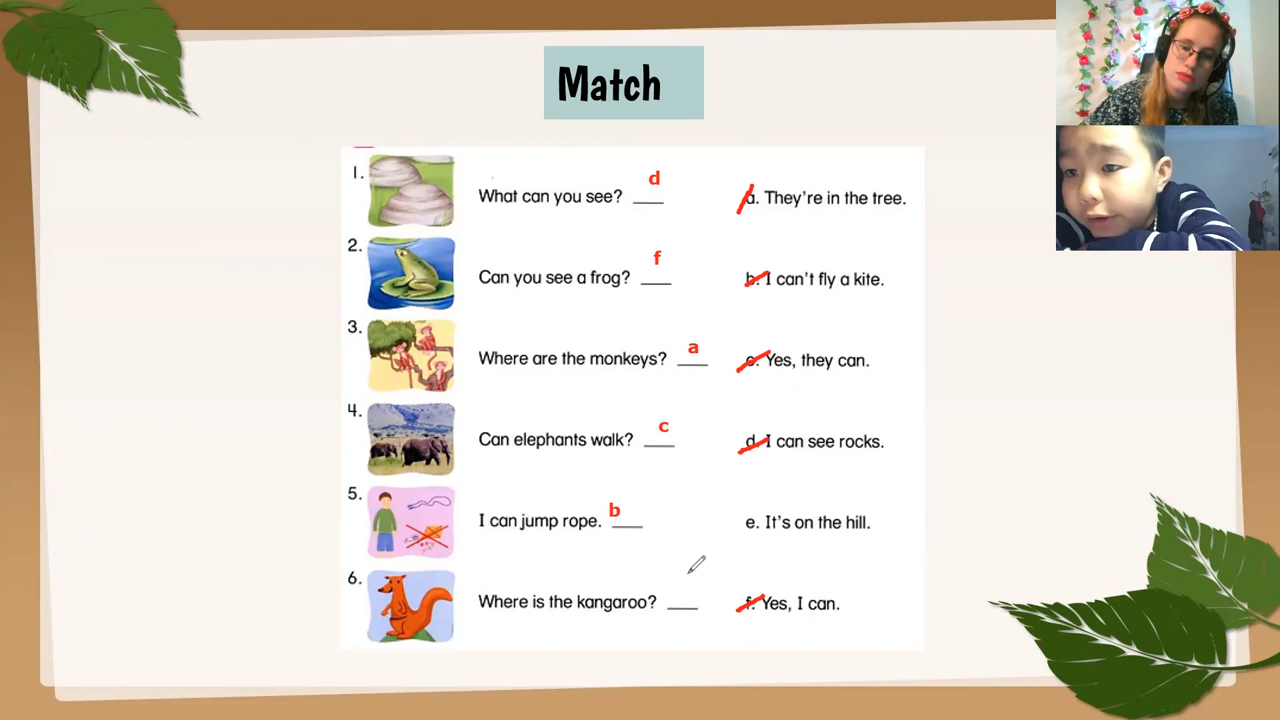 Match
1. What can you see? d a. They're in the tree.
2. Can you see a frog? f b. I can't fly a kite.
3. Where are the monkeys? a c. Yes, they can.
4. Can elephants walk? c d. I can see rocks.
5. I can jump rope. b e. It's on the hill.
6. Where is the kangaroo? ___ f. Yes, I can.